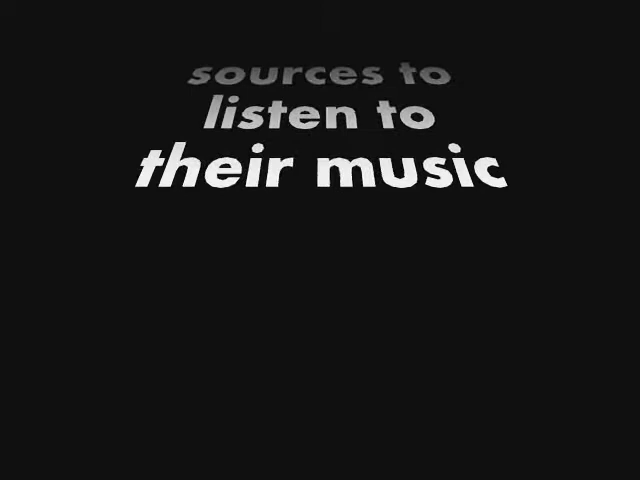 sources to
listen to
their music